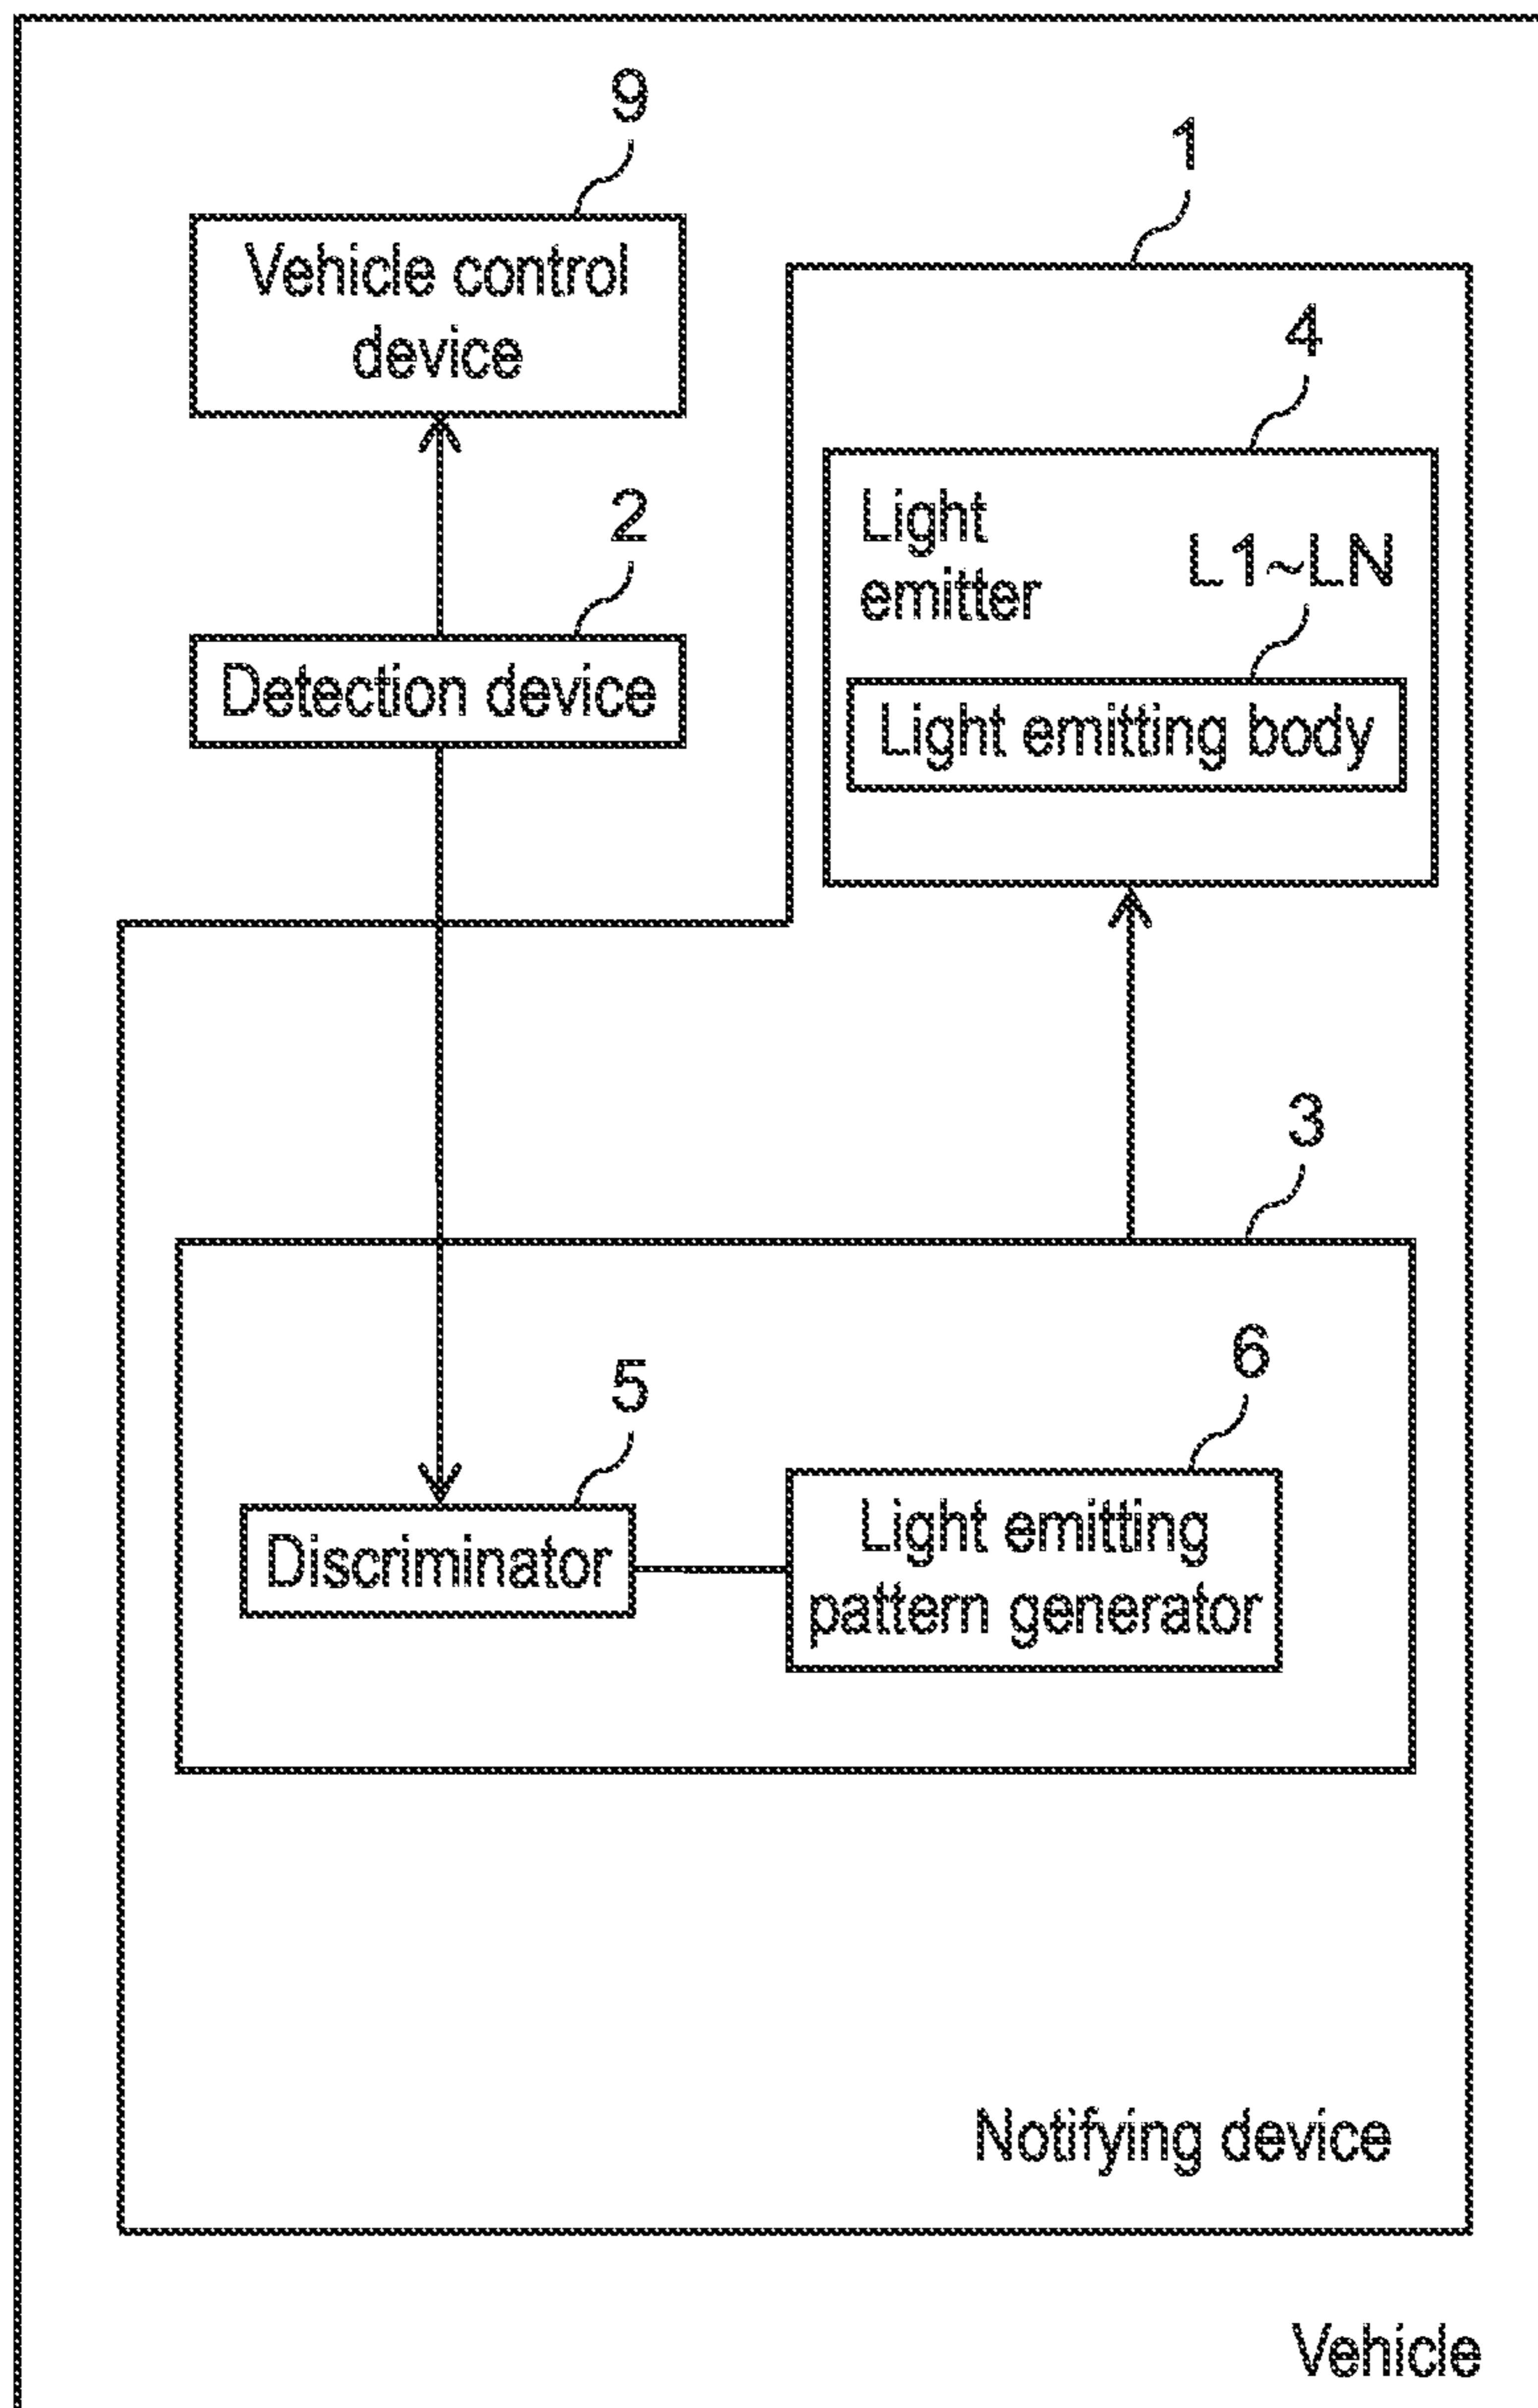 9
1
Vehicle control
device
4
2
Light
emitter
L1~LN
Detection device
Light emitting body
3
6
5
Light emitting
pattern generator
Discriminator
Notifying device
Vehicle